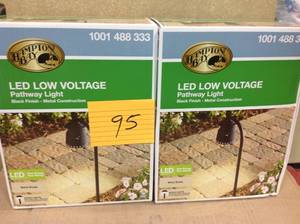 1001 488 333
HAMPTON BAY
LED LOW VOLTAGE
Pathway Light
Black Finish - Metal Construction
95
LED
1001 488 33
HAMPTON BAY
LED LOW VOLTAGE
Pathway Light
Black Finish - Metal Construction
LED